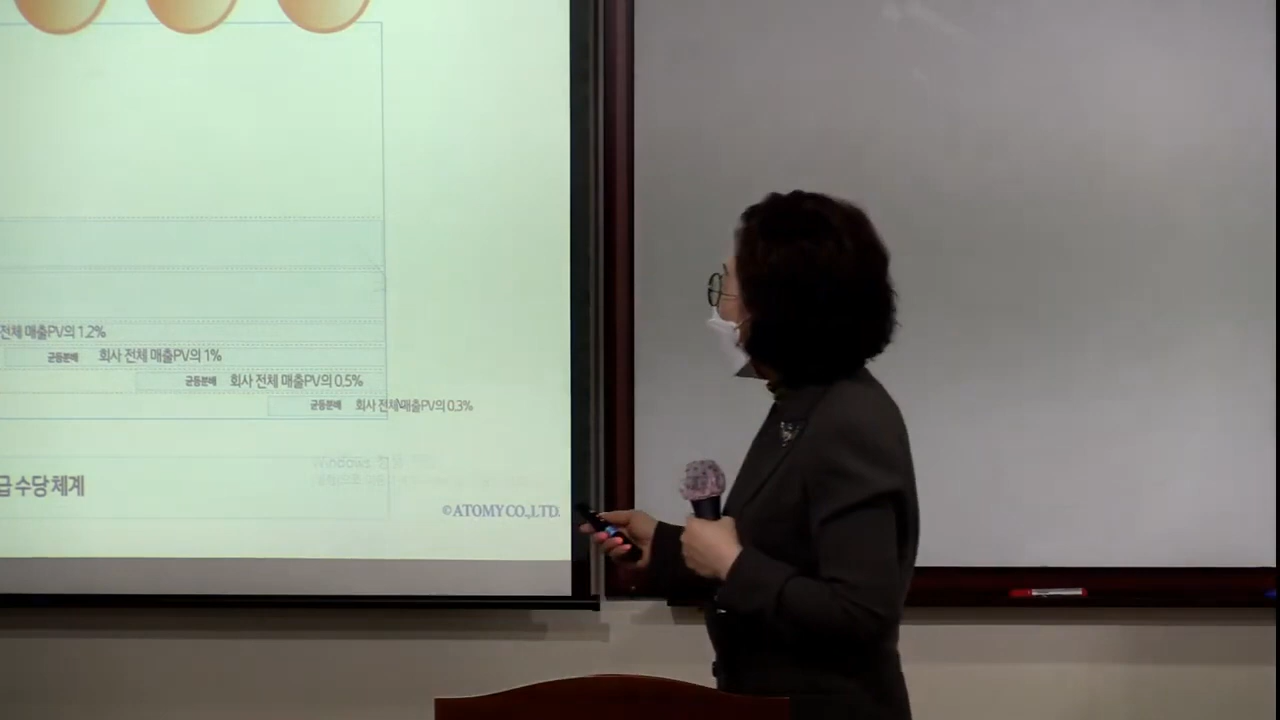 전체 매출PV의 1.2%
균등분배 회사 전체 매출PV의 1%
균등분배 회사 전체 매출PV의 0.5%
균등분배 회사 전체 매출PV의 0.3%
Windows
급 수당 체계
© ATOMY CO., LTD.